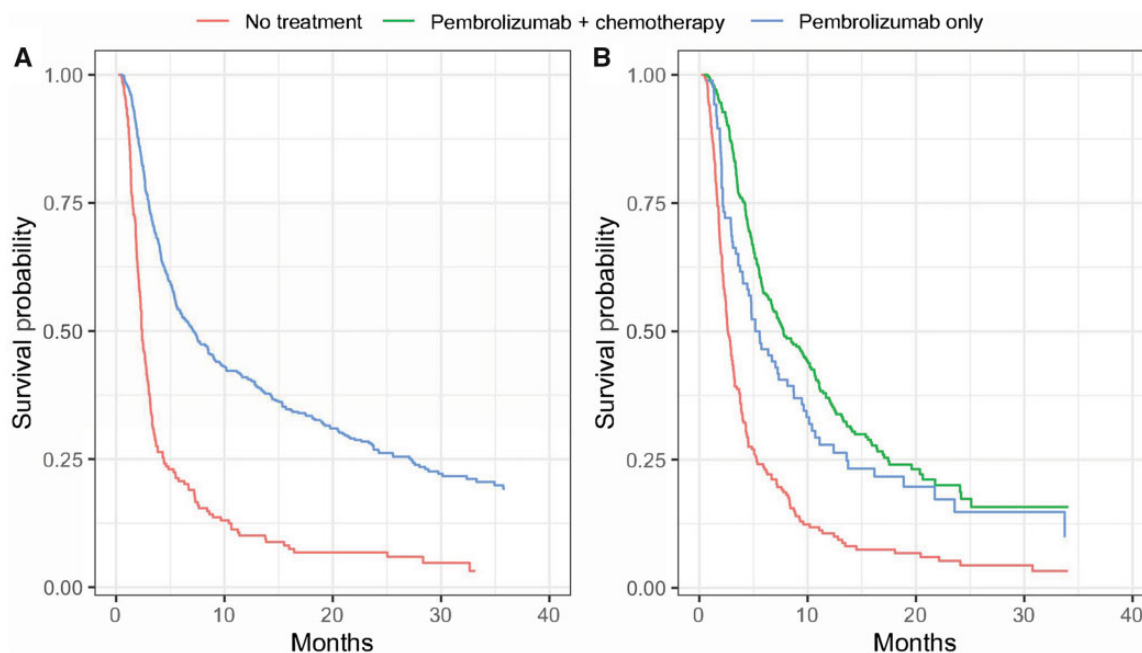 No treatment Pembrolizumab + chemotherapy Pembrolizumab only
A
1.00
0.75
0.50
0.25
0.00
Survival probability
0 10 20 30 40
Months
B
1.00
0.75
0.50
0.25
0.00
Survival probability
0 10 20 30 40
Months